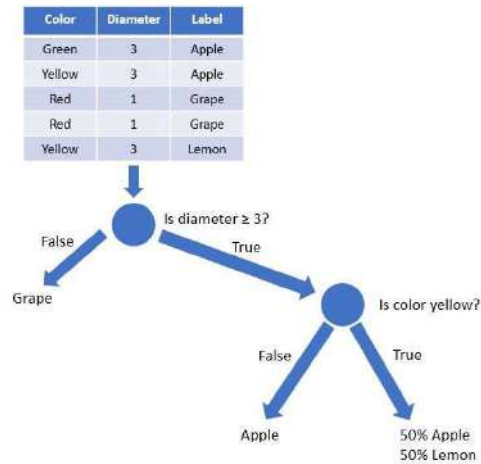 Color Diameter Label
Green 3 Apple
Yellow 3 Apple
Red 1 Grape
Red 1 Grape
Yellow 3 Lemon
Is diameter ≥ 3?
False
True
Grape
Is color yellow?
False
True
Apple
50% Apple
50% Lemon